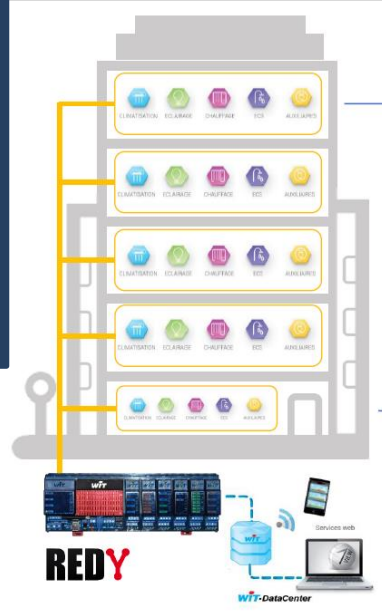 CLIMATISATION ECLAIRAGE CHAUFFAGE ECS AUXILIAIRES
CLIMATISATION ECLAIRAGE CHAUFFAGE ECS AUXILIAIRES
CLIMATISATION ECLAIRAGE CHAUFFAGE ECS AUXILIAIRES
CLIMATISATION ECLAIRAGE CHAUFFAGE ECS AUXILIAIRES
CLIMATISATION ECLAIRAGE CHAUFFAGE ECS AUXILIAIRES
WIT
REDY
Services web
WIT
WIT-DataCenter